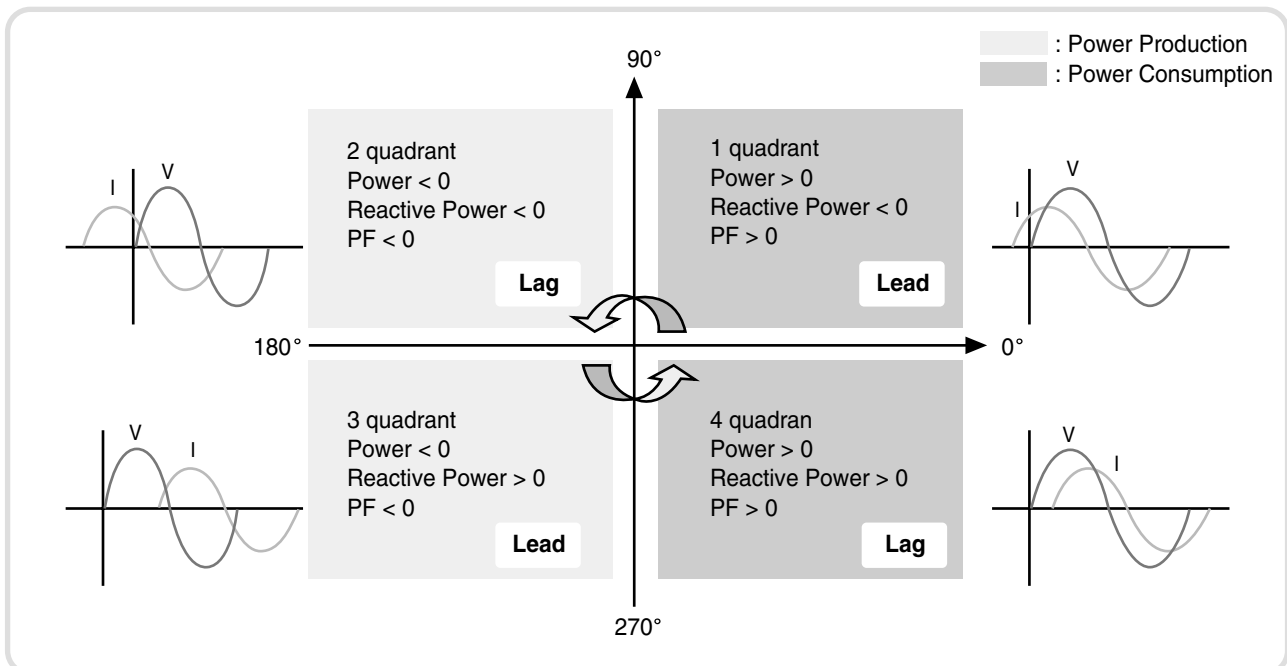 : Power Production
: Power Consumption
90°
2 quadrant
Power < 0
Reactive Power < 0
PF < 0
Lag
1 quadrant
Power > 0
Reactive Power < 0
PF > 0
Lead
I
V
I
V
180°
0°
3 quadrant
Power < 0
Reactive Power > 0
PF < 0
Lead
4 quadran
Power > 0
Reactive Power > 0
PF > 0
Lag
V
I
V
I
270°